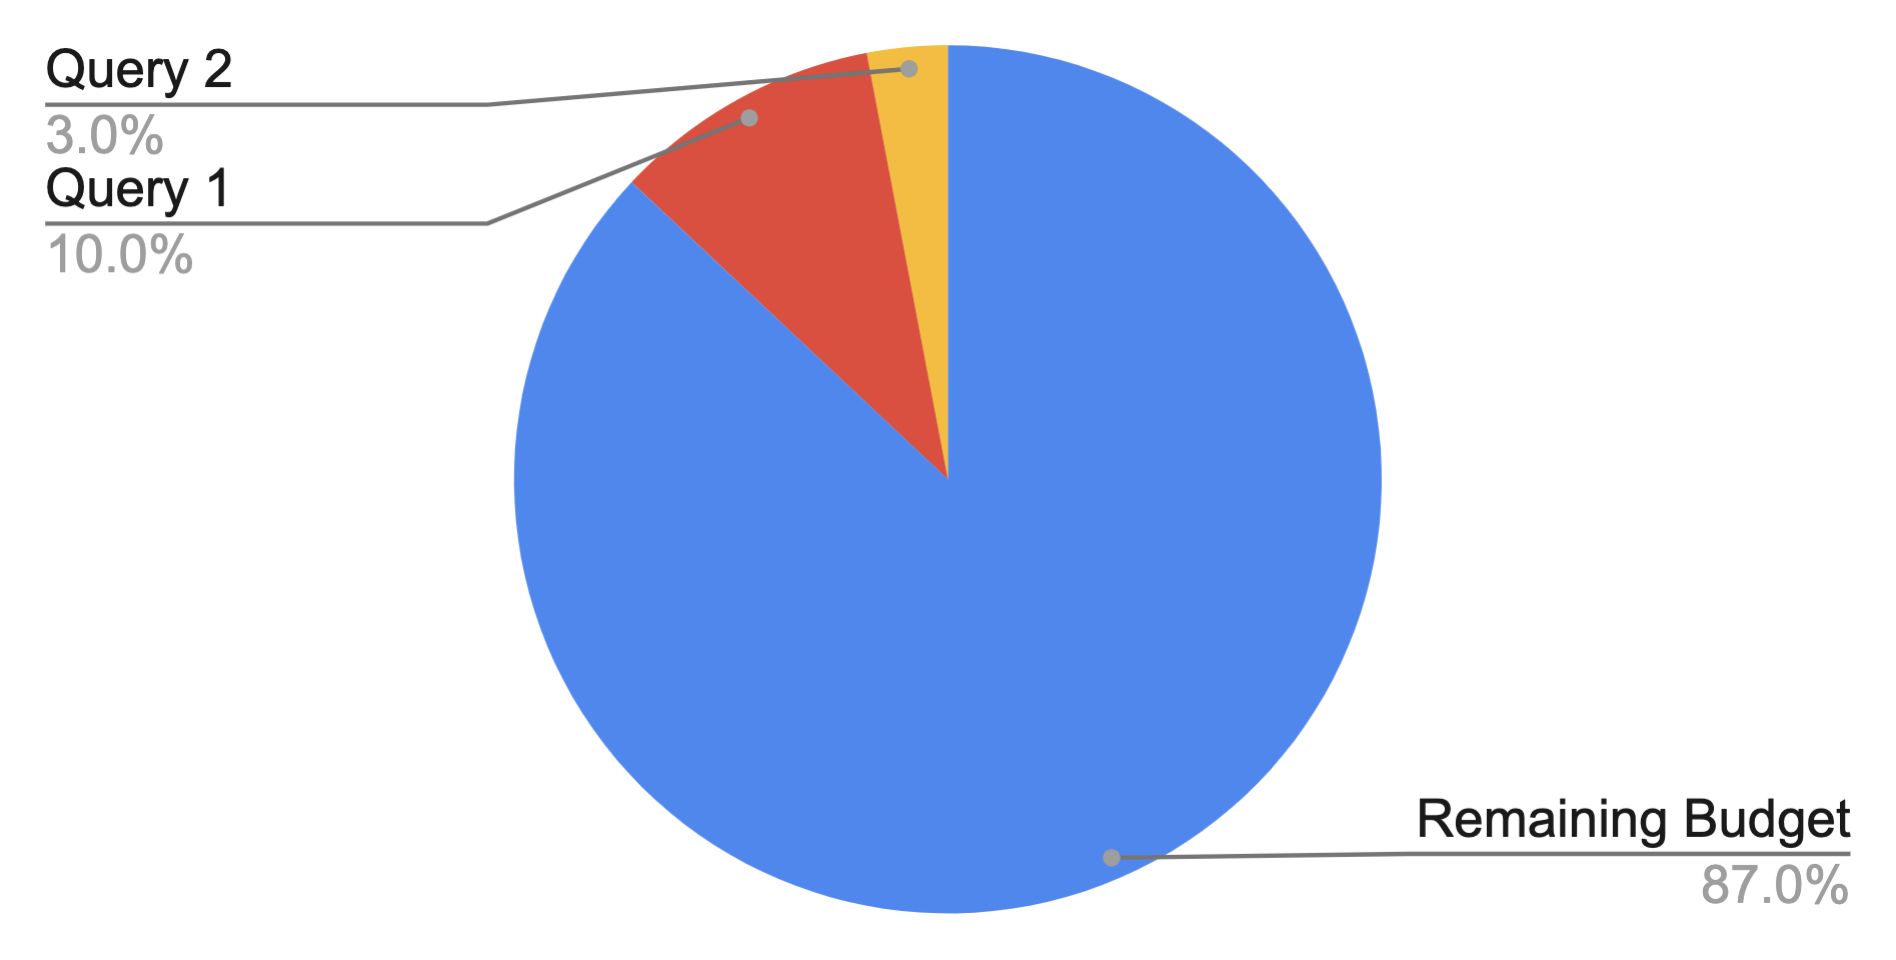 Query 2
3.0%
Query 1
10.0%
Remaining Budget
87.0%